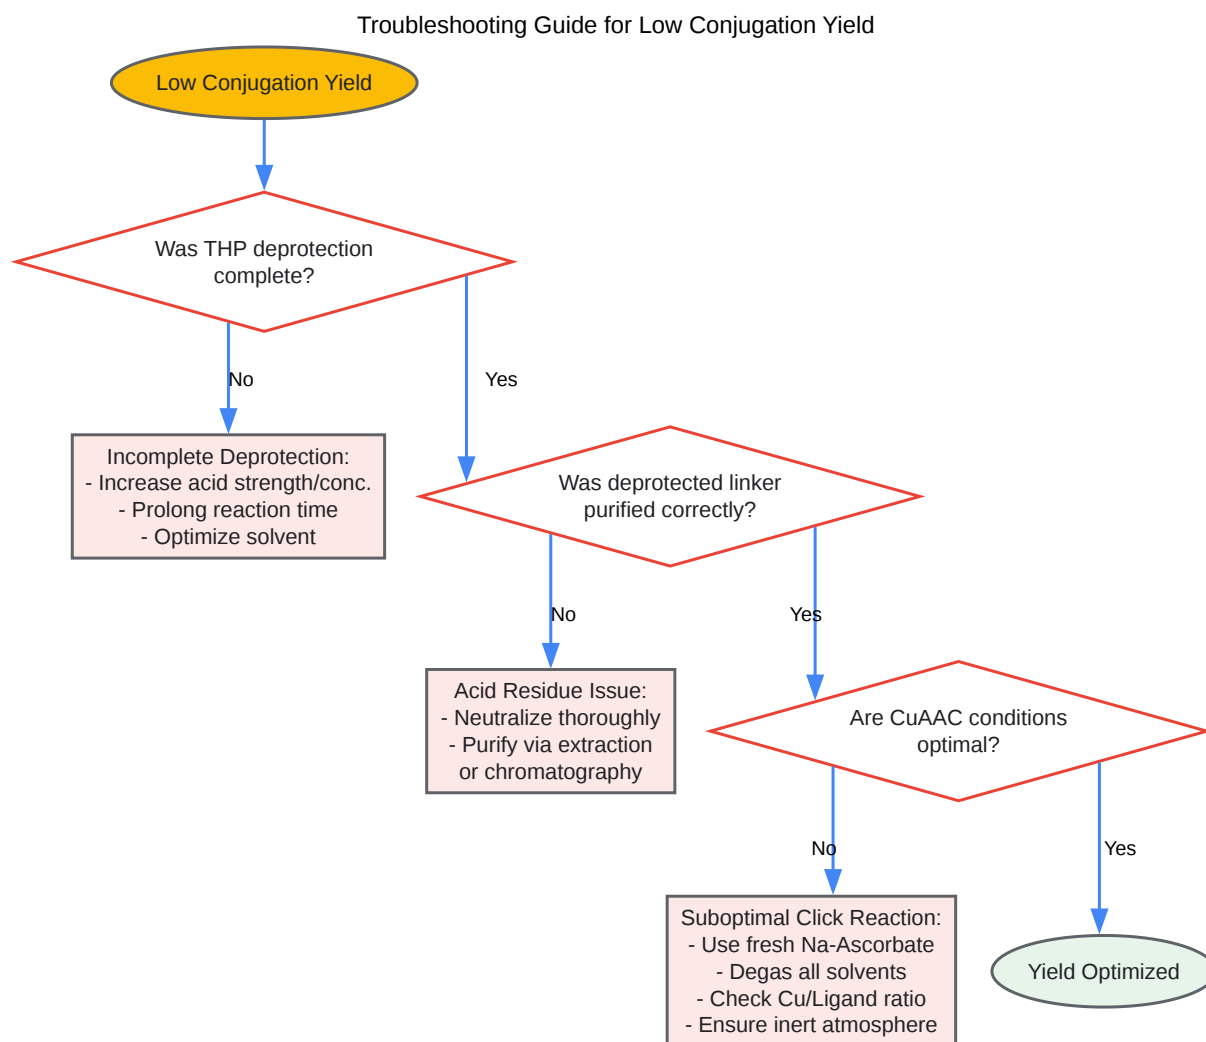 Troubleshooting Guide for Low Conjugation Yield
Low Conjugation Yield
Was THP deprotection
complete?
No
Yes
Incomplete Deprotection:
- Increase acid strength/conc.
- Prolong reaction time
- Optimize solvent
Was deprotected linker
purified correctly?
No
Yes
Acid Residue Issue:
- Neutralize thoroughly
- Purify via extraction
or chromatography
Are CuAAC conditions
optimal?
No
Yes
Suboptimal Click Reaction:
- Use fresh Na-Ascorbate
- Degas all solvents
- Check Cu/Ligand ratio
- Ensure inert atmosphere
Yield Optimized